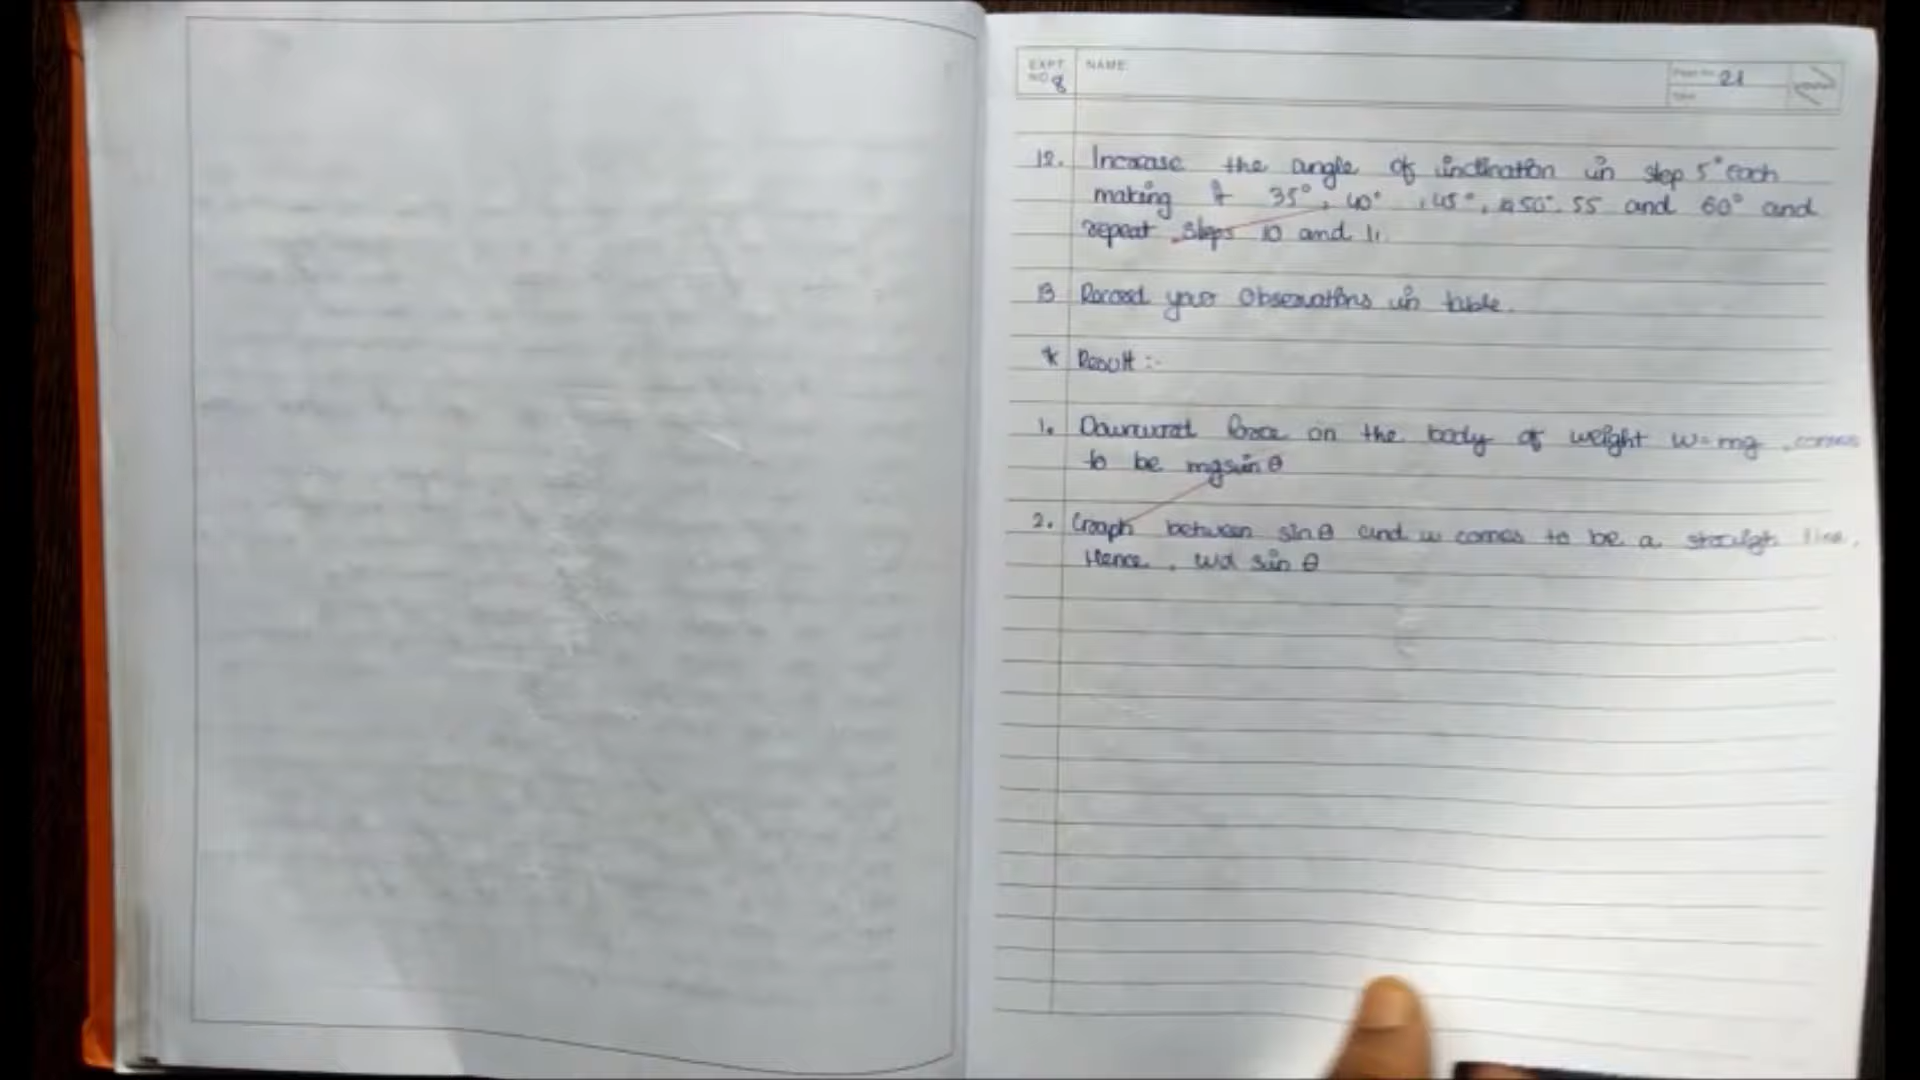 EXPT NO. 8 NAME: Page No. 21
12. Increase the angle of inclination in step 5° each
making it 35°, 40°, 45°, 50°, 55 and 60° and
repeat steps 10 and 11.
13 Record your Observations in table.
* Result :-
1. Downward force on the body of weight w=mg, comes
to be mg sin θ
2. Graph between sin θ and w comes to be a straight line.
Hence, w α sin θ